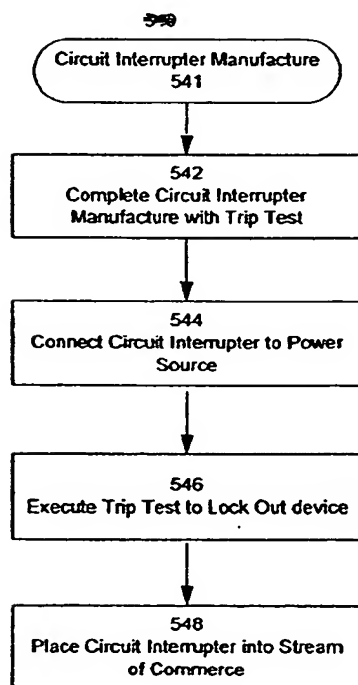 Circuit Interrupter Manufacture
541
542
Complete Circuit Interrupter
Manufacture with Trip Test
544
Connect Circuit Interrupter to Power
Source
546
Execute Trip Test to Lock Out device
548
Place Circuit Interrupter into Stream
of Commerce